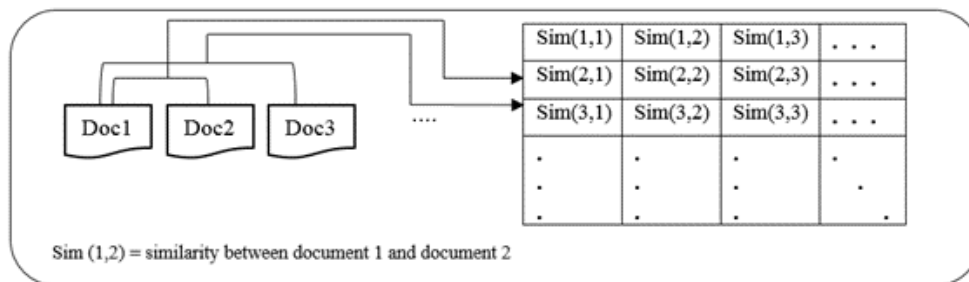 Sim(1,1) Sim(1,2) Sim(1,3) . . .
Sim(2,1) Sim(2,2) Sim(2,3) . . .
Sim(3,1) Sim(3,2) Sim(3,3) . . .
. . . .
. . . .
. . . .
Doc1 Doc2 Doc3 ....
Sim (1,2) = similarity between document 1 and document 2